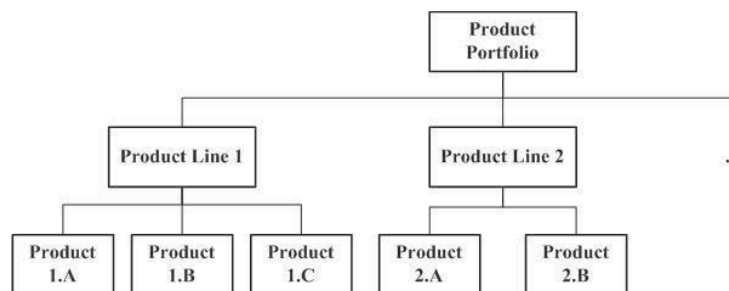 Product
Portfolio
Product Line 1
Product Line 2
.
Product
1.A
Product
1.B
Product
1.C
Product
2.A
Product
2.B